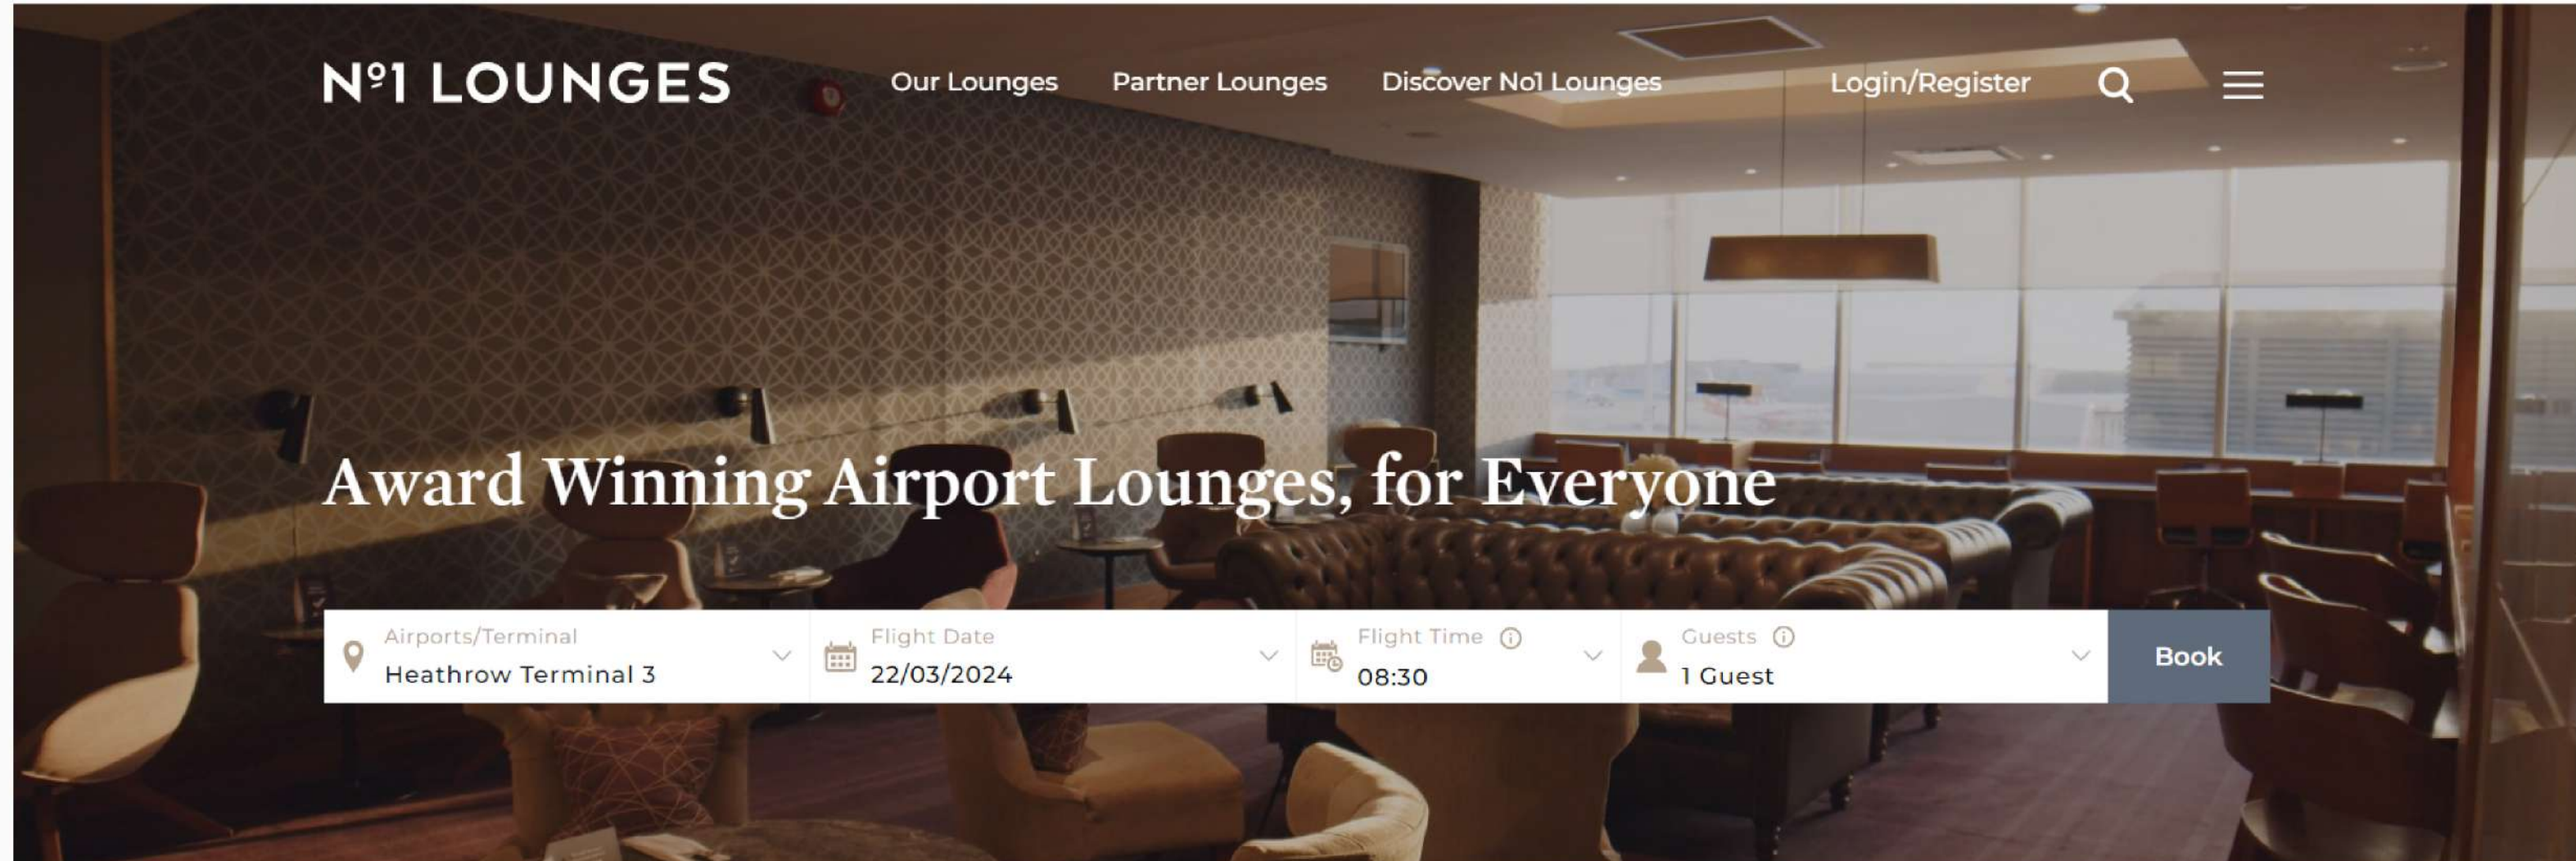 Nº1 LOUNGES
Our Lounges
Partner Lounges
Discover No1 Lounges
Login/Register
Award Winning Airport Lounges, for Everyone
Airports/Terminal
Heathrow Terminal 3
Flight Date
22/03/2024
Flight Time
08:30
Guests
1 Guest
Book